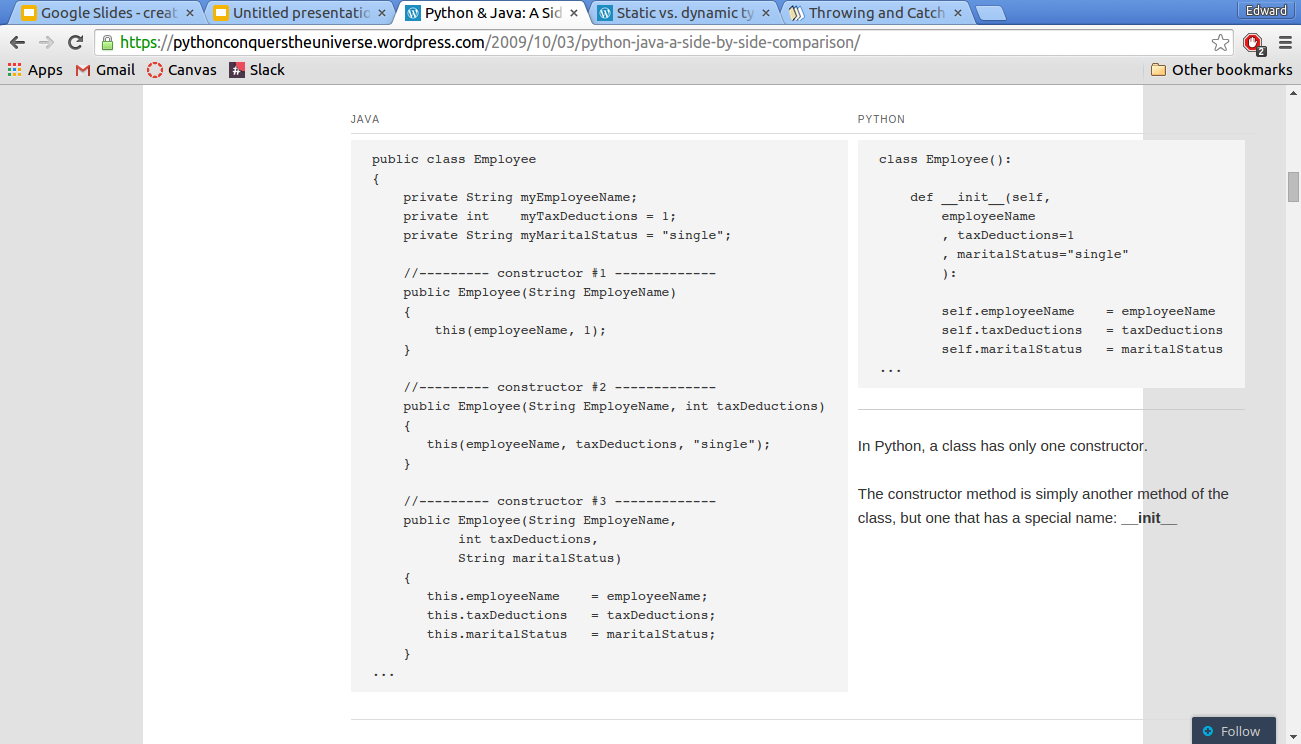 Google Slides - creat
Untitled presentatio
Python & Java: A Sid
Static vs. dynamic ty
Throwing and Catch
Edward
https://pythonconquerstheuniverse.wordpress.com/2009/10/03/python-java-a-side-by-side-comparison/
2
Apps
Gmail
Canvas
Slack
Other bookmarks
JAVA
public class Employee
{
    private String myEmployeeName;
    private int    myTaxDeductions = 1;
    private String myMaritalStatus = "single";
    //--------- constructor #1 -------------
    public Employee(String EmployeName)
    {
        this(employeeName, 1);
    }
    //--------- constructor #2 -------------
    public Employee(String EmployeName, int taxDeductions)
    {
       this(employeeName, taxDeductions, "single");
    }
    //--------- constructor #3 -------------
    public Employee(String EmployeName,
           int taxDeductions,
           String maritalStatus)
    {
       this.employeeName    = employeeName;
       this.taxDeductions   = taxDeductions;
       this.maritalStatus   = maritalStatus;
    }
...
PYTHON
class Employee():
    def __init__(self,
        employeeName
        , taxDeductions=1
        , maritalStatus="single"
        ):
        self.employeeName    = employeeName
        self.taxDeductions   = taxDeductions
        self.maritalStatus   = maritalStatus
...
In Python, a class has only one constructor.
The constructor method is simply another method of the
class, but one that has a special name: __init__
Follow